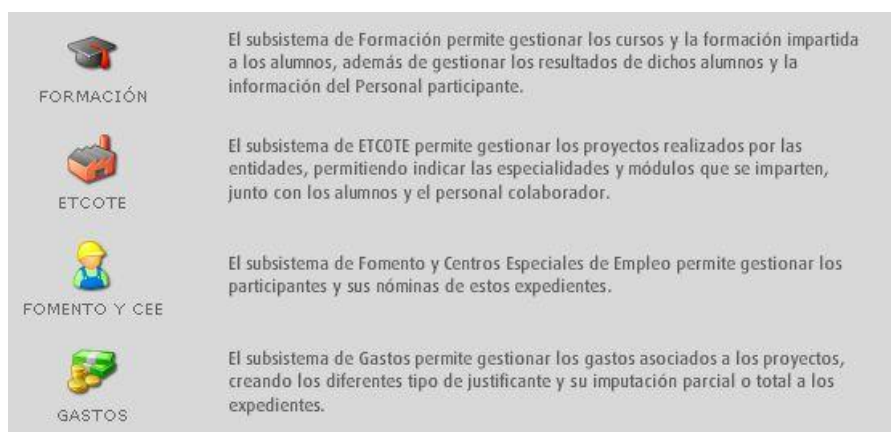 El subsistema de Formación permite gestionar los cursos y la formación impartida
a los alumnos, además de gestionar los resultados de dichos alumnos y la
información del Personal participante.
FORMACIÓN
El subsistema de ETCOTE permite gestionar los proyectos realizados por las
entidades, permitiendo indicar las especialidades y módulos que se imparten,
junto con los alumnos y el personal colaborador.
ETCOTE
El subsistema de Fomento y Centros Especiales de Empleo permite gestionar los
participantes y sus nóminas de estos expedientes.
FOMENTO Y CEE
El subsistema de Gastos permite gestionar los gastos asociados a los proyectos,
creando los diferentes tipo de justificante y su imputación parcial o total a los
expedientes.
GASTOS